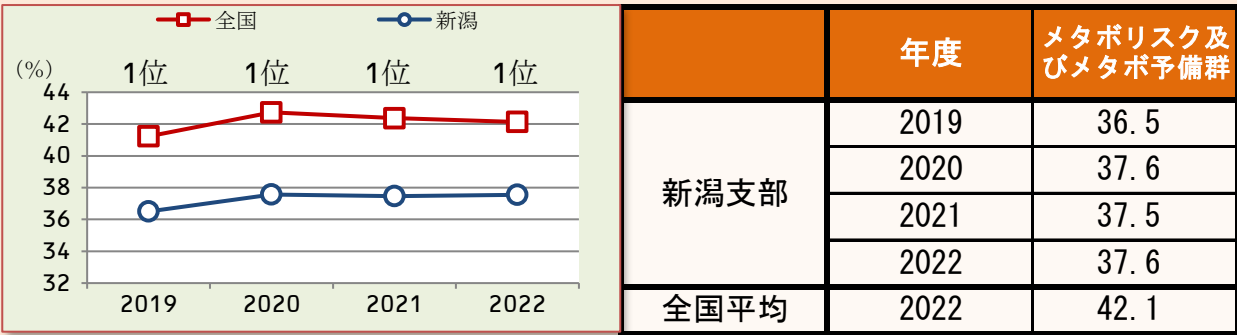 全国
新潟
(%)
1位 1位 1位 1位
44
42
40
38
36
34
32
2019 2020 2021 2022
年度
メタボリスク及
びメタボ予備群
新潟支部
2019 36.5
2020 37.6
2021 37.5
2022 37.6
全国平均 2022 42.1